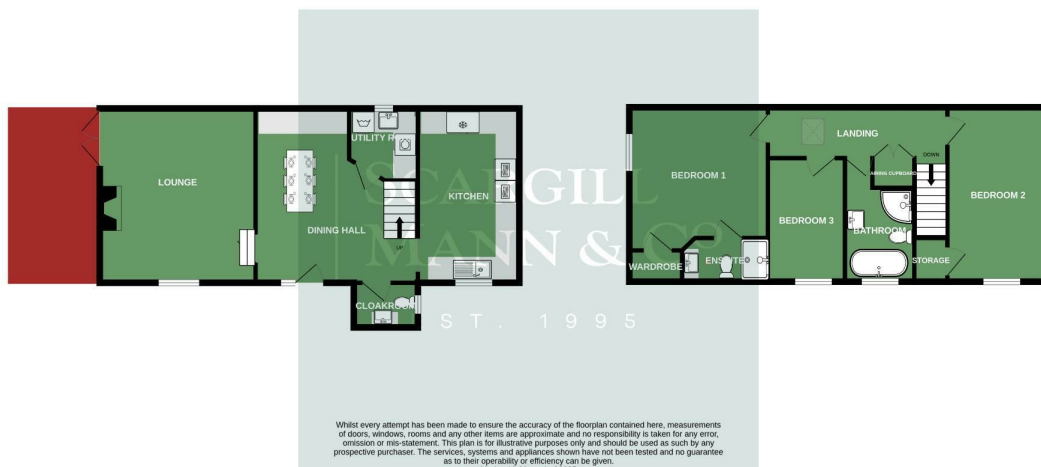 LOUNGE
DINING HALL
UTILITY R
KITCHEN
UP
CLOAKROOM
BEDROOM 1
LANDING
AIRING CUPBOARD
DOWN
BEDROOM 2
BEDROOM 3
BATHROOM
WARDROBE
ENSUITE
STORAGE
SCARGILL
MANN & Co
EST. 1995
Whilst every attempt has been made to ensure the accuracy of the floorplan contained here, measurements
of doors, windows, rooms and any other items are approximate and no responsibility is taken for any error,
omission or mis-statement. This plan is for illustrative purposes only and should be used as such by any
prospective purchaser. The services, systems and appliances shown have not been tested and no guarantee
as to their operability or efficiency can be given.